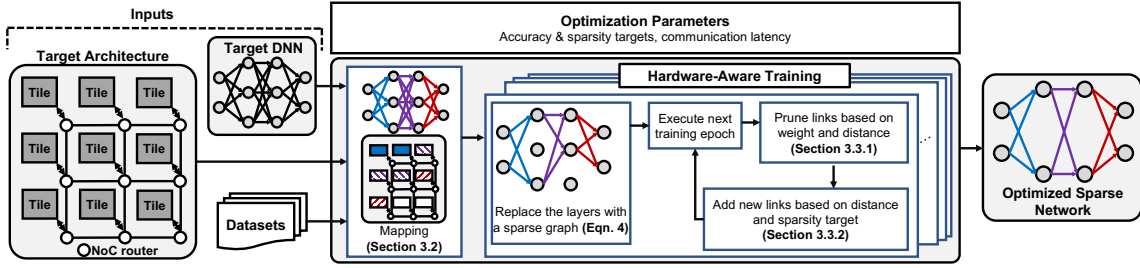 Inputs
Target Architecture
Tile
Tile
Tile
Tile
Tile
Tile
Tile
Tile
Tile
NoC router
Target DNN
Datasets
Optimization Parameters
Accuracy & sparsity targets, communication latency
Mapping
(Section 3.2)
Hardware-Aware Training
Replace the layers with
a sparse graph (Eqn. 4)
Execute next
training epoch
Prune links based on
weight and distance
(Section 3.3.1)
Add new links based on distance
and sparsity target
(Section 3.3.2)
...
Optimized Sparse
Network